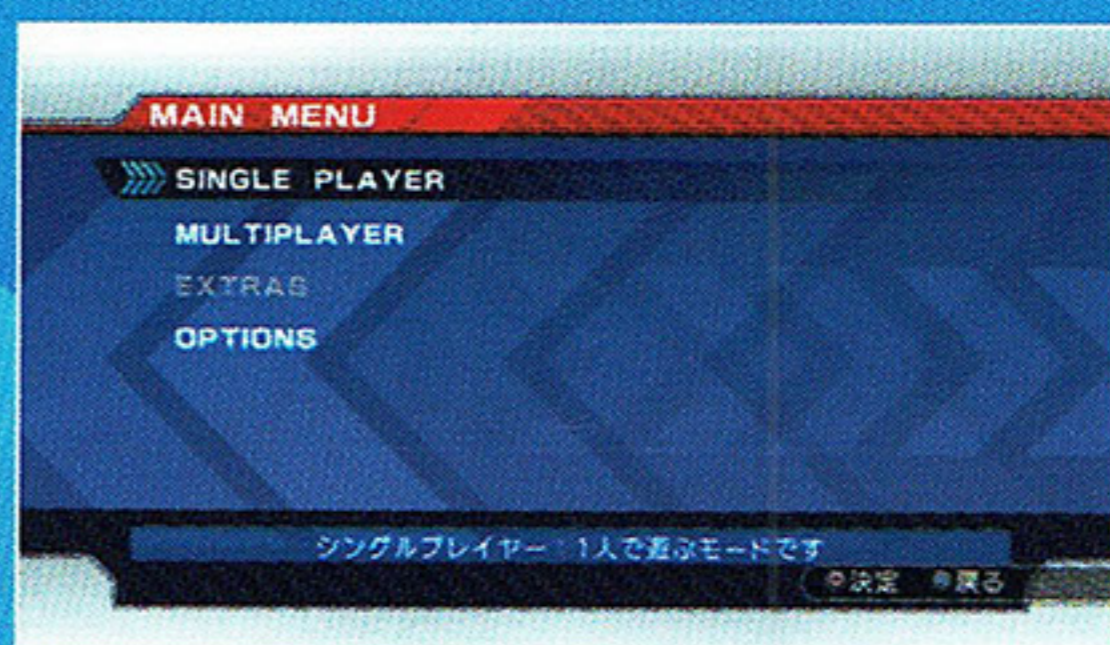 MAIN MENU
SINGLE PLAYER
MULTIPLAYER
EXTRAS
OPTIONS
シングルプレイヤー：1人で遊ぶモードです
決定 戻る